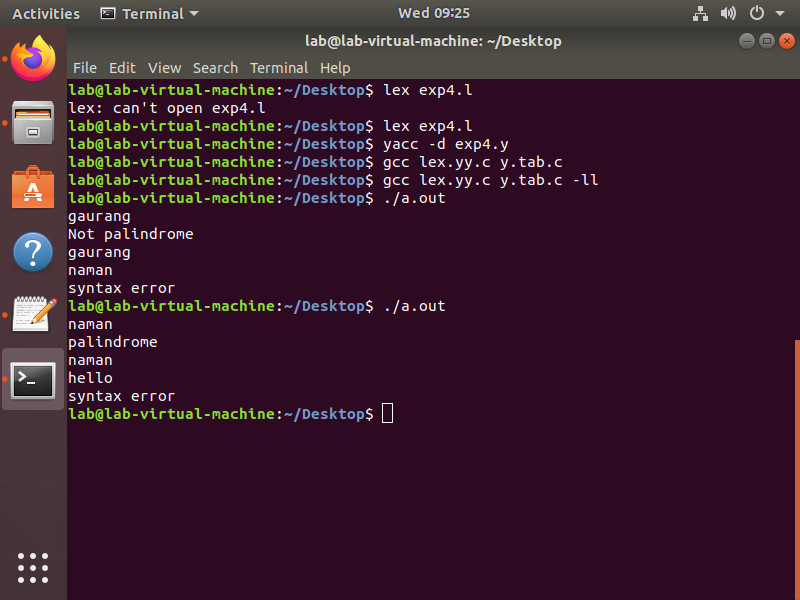 Activities Terminal Wed 09:25
lab@lab-virtual-machine: ~/Desktop
File Edit View Search Terminal Help
lab@lab-virtual-machine:~/Desktop$ lex exp4.l
lex: can't open exp4.l
lab@lab-virtual-machine:~/Desktop$ lex exp4.l
lab@lab-virtual-machine:~/Desktop$ yacc -d exp4.y
lab@lab-virtual-machine:~/Desktop$ gcc lex.yy.c y.tab.c
lab@lab-virtual-machine:~/Desktop$ gcc lex.yy.c y.tab.c -ll
lab@lab-virtual-machine:~/Desktop$ ./a.out
gaurang
Not palindrome
gaurang
naman
syntax error
lab@lab-virtual-machine:~/Desktop$ ./a.out
naman
palindrome
naman
hello
syntax error
lab@lab-virtual-machine:~/Desktop$